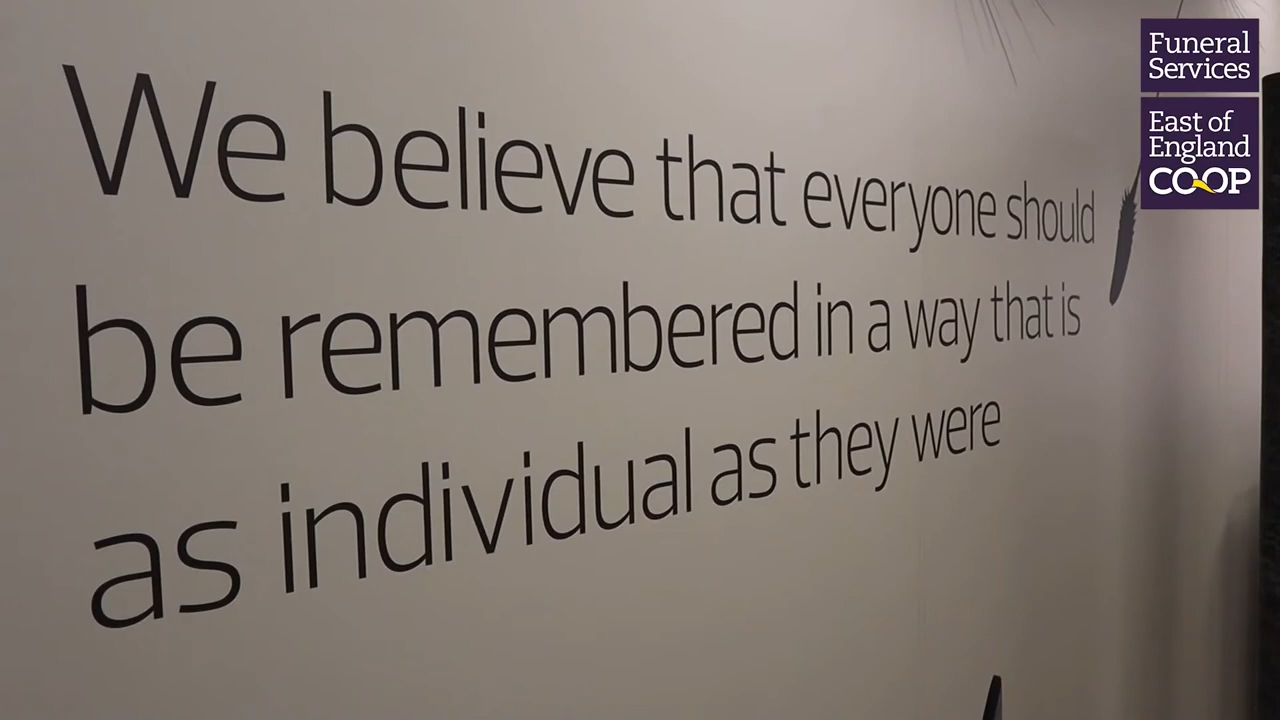 We believe that everyone should
be remembered in a way that is
as individual as they were
Funeral
Services
East of
England
COOP